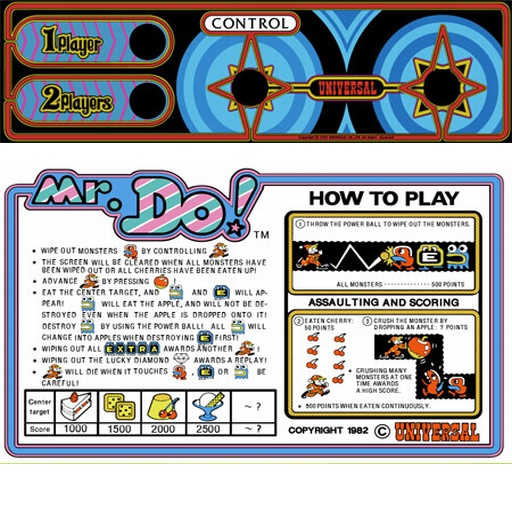 CONTROL
1 Player
2 Players
UNIVERSAL
Mr. Do! TM
• WIPE OUT MONSTERS BY CONTROLLING .
• THE SCREEN WILL BE CLEARED WHEN ALL MONSTERS HAVE
BEEN WIPED OUT OR ALL CHERRIES HAVE BEEN EATEN UP!
• ADVANCE BY PRESSING
• EAT THE CENTER TARGET, AND AND E WILL AP-
PEAR! WILL EAT THE APPLE, AND WILL NOT BE DE-
STROYED EVEN WHEN THE APPLE IS DROPPED ONTO IT!
DESTROY BY USING THE POWER BALL! ALL WILL
CHANGE INTO APPLES WHEN DESTROYING E FIRST!
• WIPING OUT ALL EXTRA AWARDS ANOTHER !
• WIPING OUT THE LUCKY DIAMOND AWARDS A REPLAY!
• WILL DIE WHEN IT TOUCHES , E OR BE
CAREFUL!
Center target
Score 1000 1500 2000 2500 ~ ?
~ ?
HOW TO PLAY
① THROW THE POWER BALL TO WIPE OUT THE MONSTERS.
E
ALL MONSTERS ------------ 500 POINTS
ASSAULTING AND SCORING
② EATEN CHERRY:
50 POINTS
③ CRUSH THE MONSTER BY
DROPPING AN APPLE: ? POINTS
• CRUSHING MANY
MONSTERS AT ONE
TIME AWARDS
A HIGH SCORE.
• 500 POINTS WHEN EATEN CONTINUOUSLY.
COPYRIGHT 1982 © UNIVERSAL